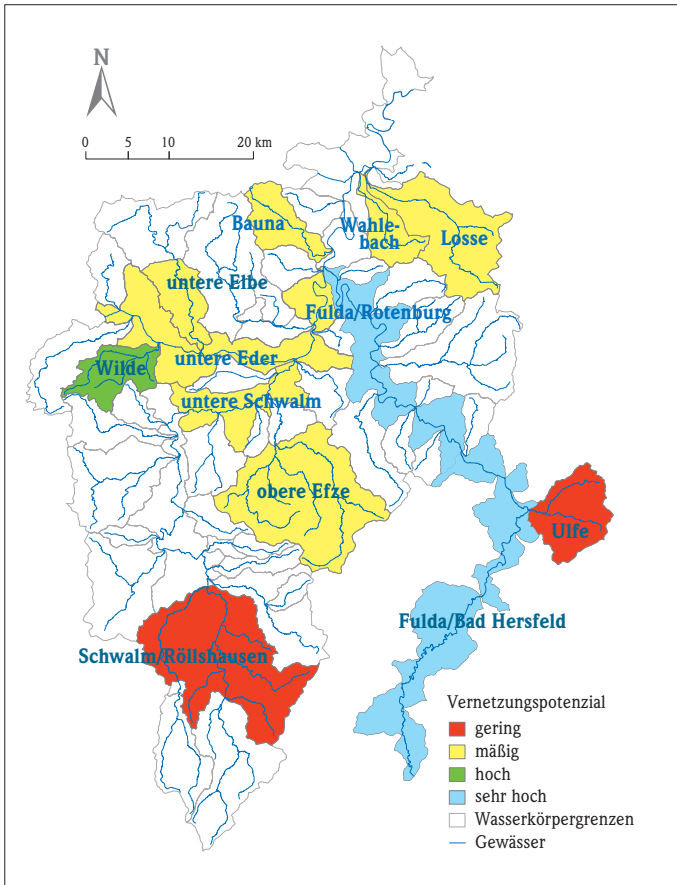 N
0 5 10 20 km
Bauna
Wahle-
bach
Losse
untere Elbe
Fulda/Rotenburg
untere Eder
Wilde
untere Schwalm
obere Efze
Ulfe
Fulda/Bad Hersfeld
Schwalm/Röllshausen
Vernetzungspotenzial
gering
mäßig
hoch
sehr hoch
Wasserkörpergrenzen
Gewässer